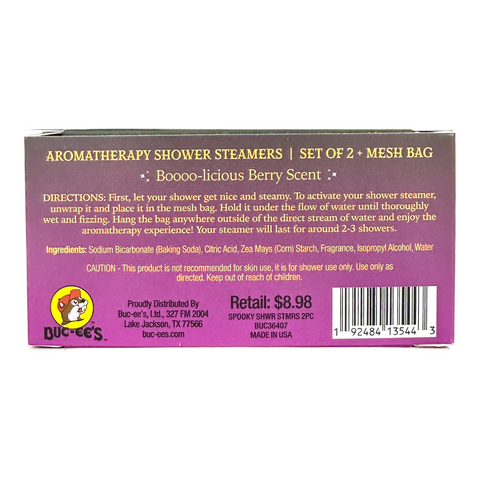 AROMATHERAPY SHOWER STEAMERS | SET OF 2 + MESH BAG
Boooo-licious Berry Scent
DIRECTIONS: First, let your shower get nice and steamy. To activate your shower steamer,
unwrap it and place it in the mesh bag. Hold it under the flow of water until thoroughly
wet and fizzing. Hang the bag anywhere outside of the direct stream of water and enjoy the
aromatherapy experience! Your steamer will last for around 2-3 showers.
Ingredients: Sodium Bicarbonate (Baking Soda), Citric Acid, Zea Mays (Corn) Starch, Fragrance, Isopropyl Alcohol, Water
CAUTION - This product is not recommended for skin use, it is for shower use only. Use only as
directed. Keep out of reach of children.
BUC-EE'S
Proudly Distributed By
Buc-ee's, Ltd., 327 FM 2004
Lake Jackson, TX 77566
buc-ees.com
Retail: $8.98
SPOOKY SHWR STMRS 2PC
BUC36407
MADE IN USA
1 92484 13544 3